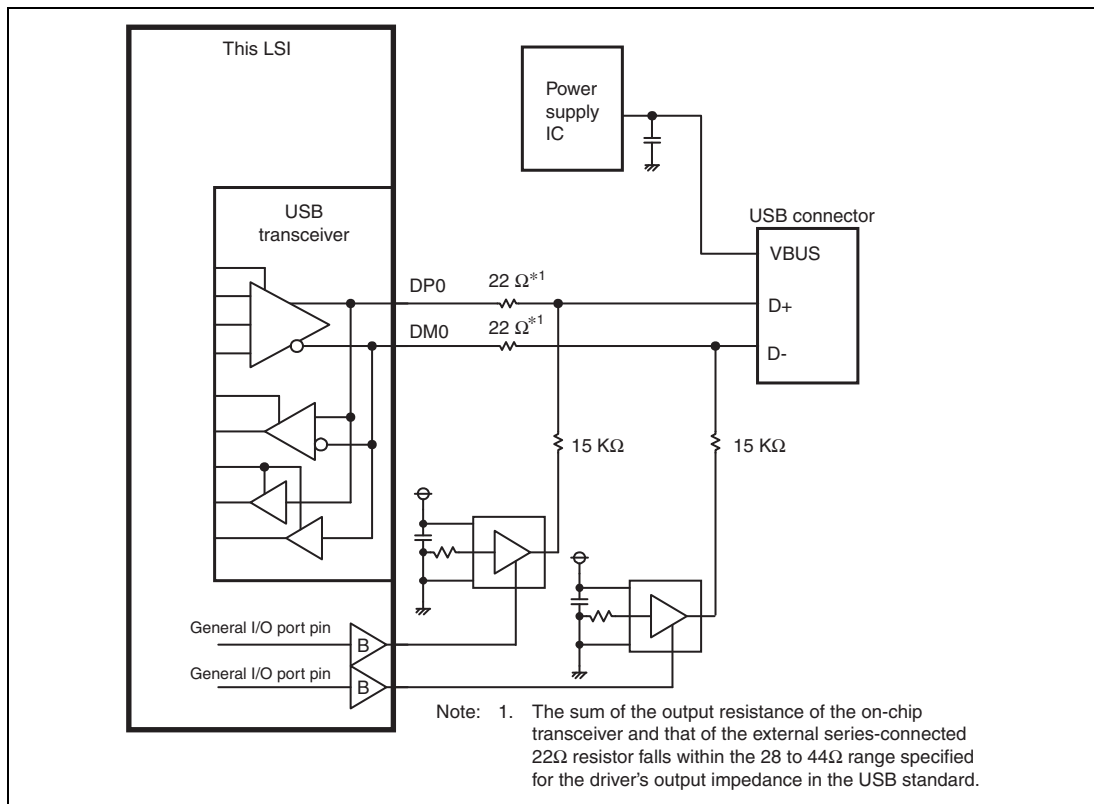 This LSI
Power
supply
IC
USB
transceiver
USB connector
VBUS
DP0
22 Ω*1
D+
DM0
22 Ω*1
D-
15 KΩ
15 KΩ
General I/O port pin
B
General I/O port pin
B
Note: 1. The sum of the output resistance of the on-chip
transceiver and that of the external series-connected
22Ω resistor falls within the 28 to 44Ω range specified
for the driver's output impedance in the USB standard.